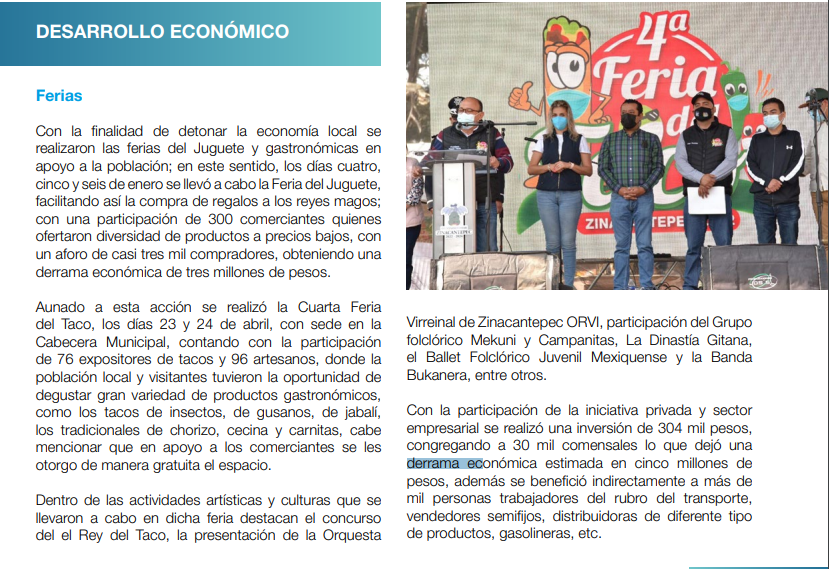 DESARROLLO ECONÓMICO
Ferias
Con la finalidad de detonar la economía local se
realizaron las ferias del Juguete y gastronómicas en
apoyo a la población; en este sentido, los días cuatro,
cinco y seis de enero se llevó a cabo la Feria del Juguete,
facilitando así la compra de regalos a los reyes magos;
con una participación de 300 comerciantes quienes
ofertaron diversidad de productos a precios bajos, con
un aforo de casi tres mil compradores, obteniendo una
derrama económica de tres millones de pesos.
Aunado a esta acción se realizó la Cuarta Feria
del Taco, los días 23 y 24 de abril, con sede en la
Cabecera Municipal, contando con la participación
de 76 expositores de tacos y 96 artesanos, donde la
población local y visitantes tuvieron la oportunidad de
degustar gran variedad de productos gastronómicos,
como los tacos de insectos, de gusanos, de jabalí,
los tradicionales de chorizo, cecina y carnitas, cabe
mencionar que en apoyo a los comerciantes se les
otorgo de manera gratuita el espacio.
Dentro de las actividades artísticas y culturas que se
llevaron a cabo en dicha feria destacan el concurso
del el Rey del Taco, la presentación de la Orquesta
4a
Feria
del
ZINA
ZINACANTEPEC
Virreinal de Zinacantepec ORVI, participación del Grupo
folclórico Mekuni y Campanitas, La Dinastía Gitana,
el Ballet Folclórico Juvenil Mexiquense y la Banda
Bukanera, entre otros.
Con la participación de la iniciativa privada y sector
empresarial se realizó una inversión de 304 mil pesos,
congregando a 30 mil comensales lo que dejó una
derrama económica estimada en cinco millones de
pesos, además se benefició indirectamente a más de
mil personas trabajadores del rubro del transporte,
vendedores semifijos, distribuidoras de diferente tipo
de productos, gasolineras, etc.